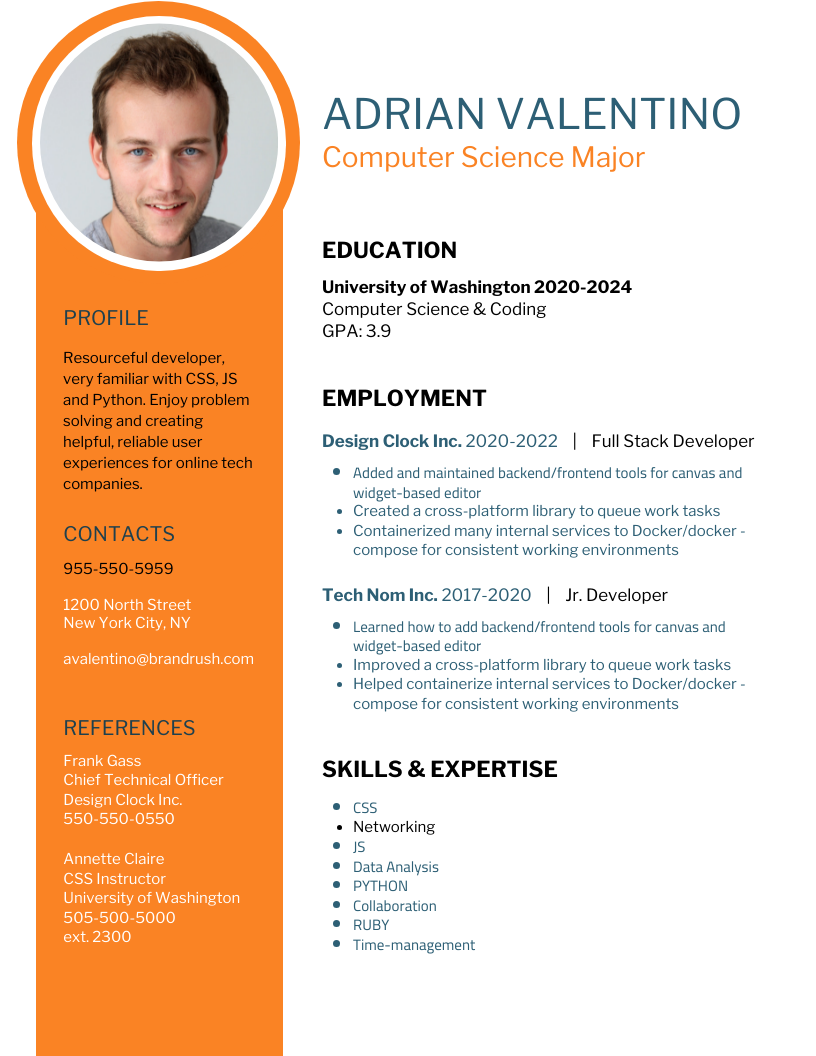 ADRIAN VALENTINO
Computer Science Major
PROFILE
Resourceful developer,
very familiar with CSS, JS
and Python. Enjoy problem
solving and creating
helpful, reliable user
experiences for online tech
companies.
CONTACTS
955-550-5959
1200 North Street
New York City, NY
avalentino@brandrush.com
REFERENCES
Frank Gass
Chief Technical Officer
Design Clock Inc.
550-550-0550
Annette Claire
CSS Instructor
University of Washington
505-500-5000
ext. 2300
EDUCATION
University of Washington 2020-2024
Computer Science & Coding
GPA: 3.9
EMPLOYMENT
Design Clock Inc. 2020-2022 | Full Stack Developer
• Added and maintained backend/frontend tools for canvas and
widget-based editor
• Created a cross-platform library to queue work tasks
• Containerized many internal services to Docker/docker -
compose for consistent working environments
Tech Nom Inc. 2017-2020 | Jr. Developer
• Learned how to add backend/frontend tools for canvas and
widget-based editor
• Improved a cross-platform library to queue work tasks
• Helped containerize internal services to Docker/docker -
compose for consistent working environments
SKILLS & EXPERTISE
• CSS
• Networking
• JS
• Data Analysis
• PYTHON
• Collaboration
• RUBY
• Time-management